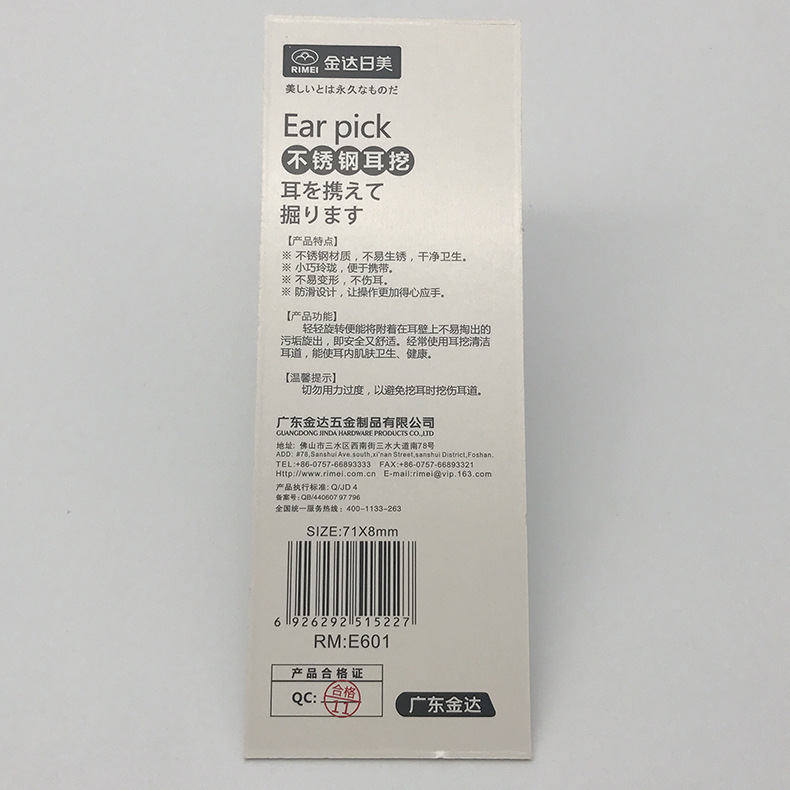 RIMEI 金达日美
美しいとは永久なものだ
Ear pick
不锈钢耳挖
耳を携えて
掘ります
【产品特点】
※ 不锈钢材质，不易生锈，干净卫生。
※ 小巧玲珑，便于携带。
※ 不易变形，不伤耳。
※ 防滑设计，让操作更加得心应手。
【产品功能】
轻轻旋转便能将附着在耳壁上不易掏出的
污垢旋出，即安全又舒适。经常使用耳挖清洁
耳道，能使耳内肌肤卫生、健康。
【温馨提示】
切勿用力过度，以避免挖耳时挖伤耳道。
广东金达五金制品有限公司
GUANGDONG JINDA HARDWARE PRODUCTS CO.,LTD
地址: 佛山市三水区西南街三水大道南78号
ADD: #78,Sanshui Ave.south,xi'nan Street,sanshui District,Foshan.
TEL:+86-0757-66893333 FAX:+86-0757-66893321
Http://www.rimei.com.cn E-mail:rimei@vip.163.com
产品执行标准: Q/JD 4
备案号: QB/440607 97 796
全国统一服务热线: 400-1133-263
SIZE:71X8mm
6 926292 515227
RM:E601
产品合格证
QC: 合格 11
广东金达